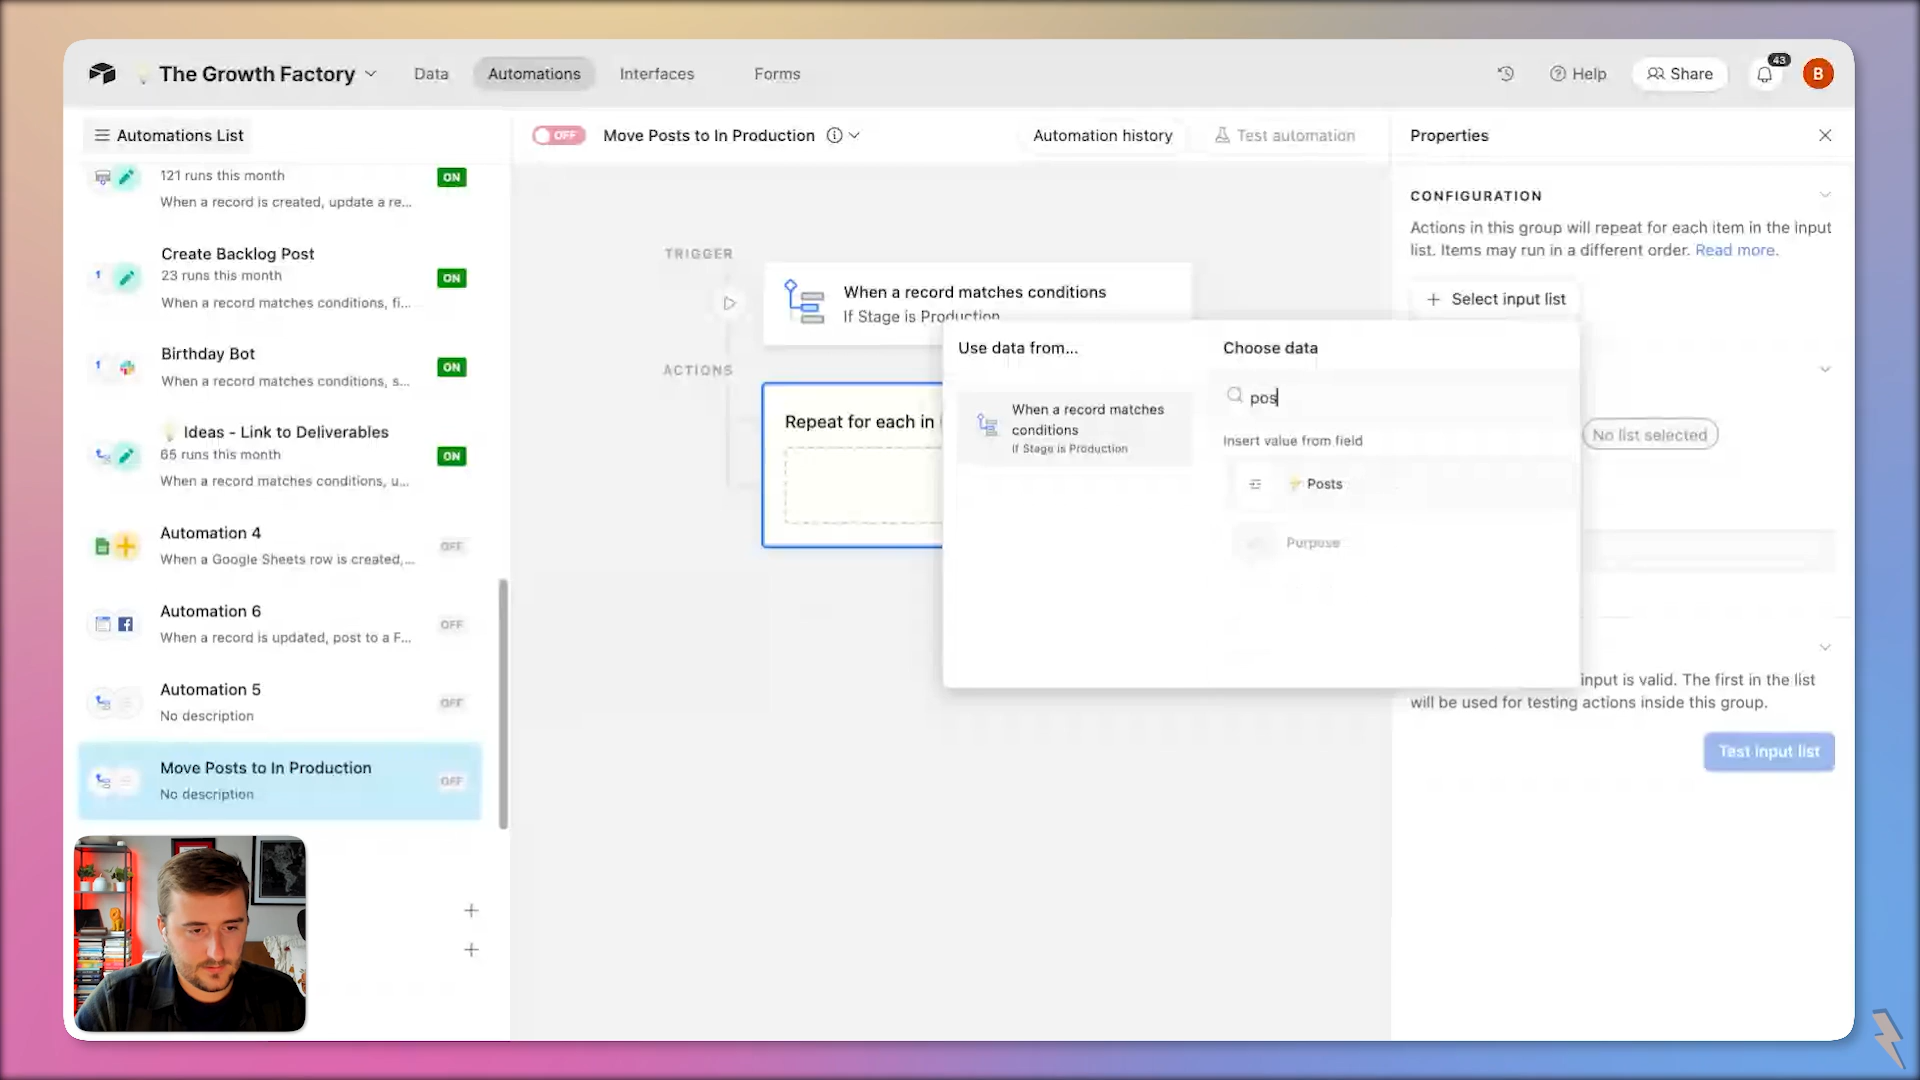 The Growth Factory
Data
Automations
Interfaces
Forms
Help
Share
43
B
Automations List
121 runs this month
When a record is created, update a re...
ON
Create Backlog Post
23 runs this month
When a record matches conditions, fi...
ON
Birthday Bot
When a record matches conditions, s...
ON
Ideas - Link to Deliverables
65 runs this month
When a record matches conditions, u...
ON
Automation 4
When a Google Sheets row is created,...
OFF
Automation 6
When a record is updated, post to a F...
OFF
Automation 5
No description
OFF
Move Posts to In Production
No description
OFF
OFF
Move Posts to In Production
Automation history
Test automation
TRIGGER
When a record matches conditions
If Stage is Production
ACTIONS
Repeat for each in
Use data from...
When a record matches
conditions
If Stage is Production
Choose data
pos
Insert value from field
Posts
Purpose
Properties
CONFIGURATION
Actions in this group will repeat for each item in the input
list. Items may run in a different order. Read more.
+ Select input list
No list selected
input is valid. The first in the list
will be used for testing actions inside this group.
Test input list